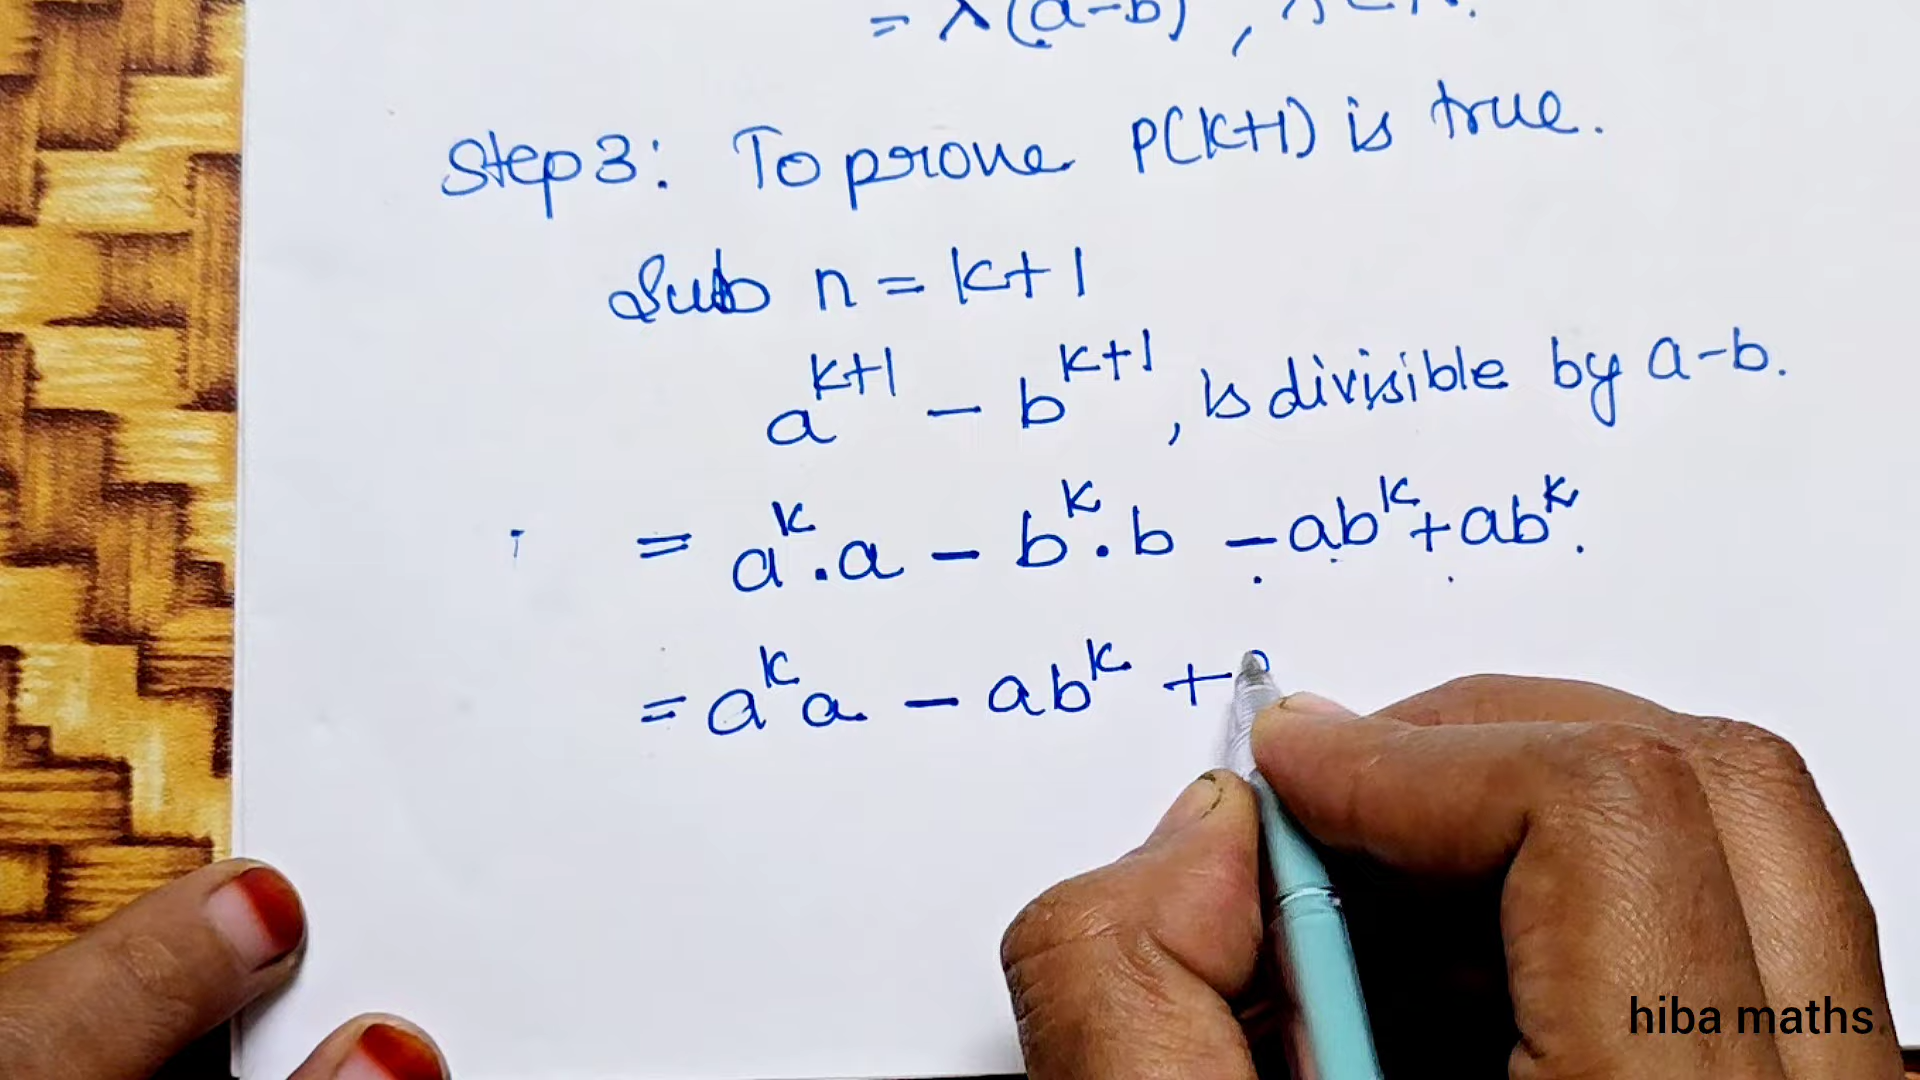 = λ(a-b),
Step 3: To prove P(k+1) is true.
Sub n = k+1
a^{k+1} - b^{k+1}, is divisible by a-b.
= a^k.a - b^k.b - ab^k + ab^k.
= a^k a - ab^k +
hiba maths